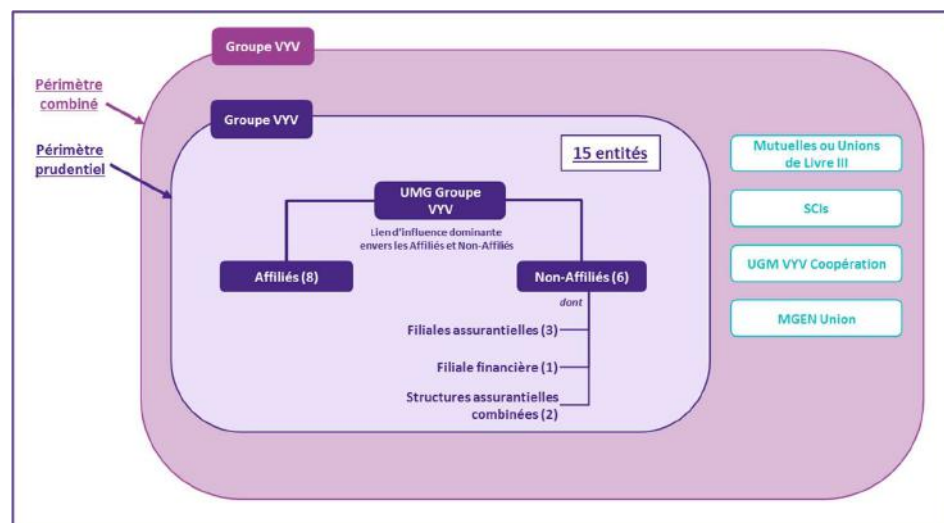 Groupe VYV
Périmètre
combiné
Groupe VYV
Périmètre
prudentiel
15 entités
UMG Groupe
VYV
Lien d'influence dominante
envers les Affiliés et Non-Affiliés
Affiliés (8)
Non-Affiliés (6)
dont
Filiales assurantielles (3)
Filiale financière (1)
Structures assurantielles
combinées (2)
Mutuelles ou Unions
de Livre III
SCIs
UGM VYV Coopération
MGEN Union